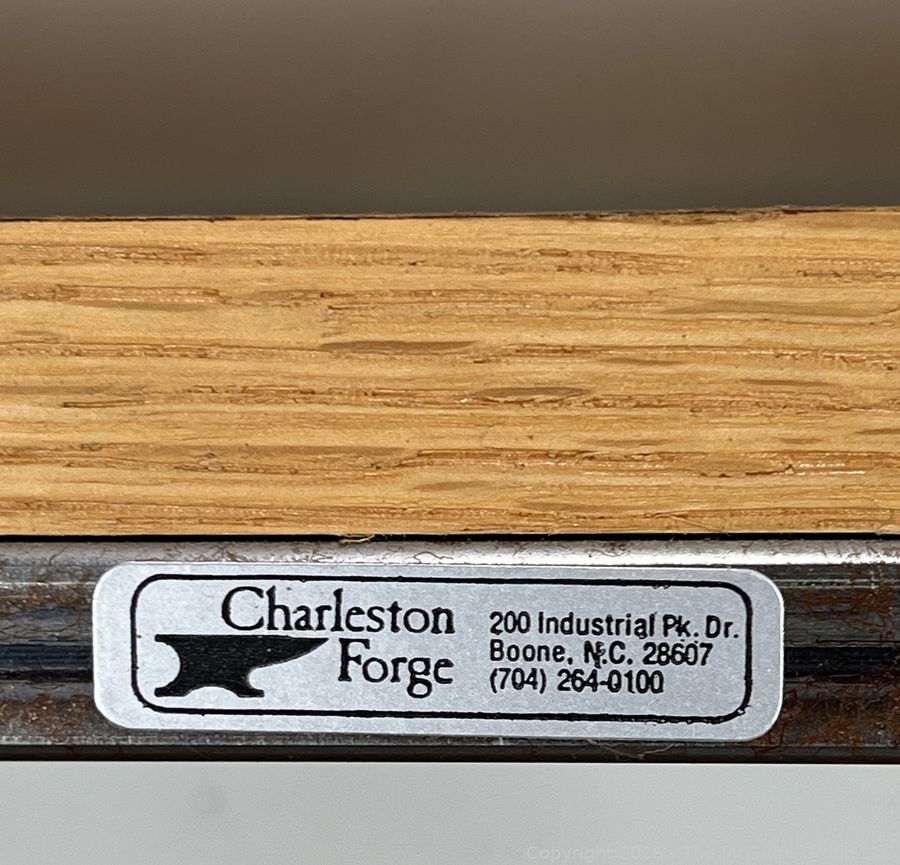 Charleston
Forge
200 Industrial Pk. Dr.
Boone, N.C. 28607
(704) 264-0100